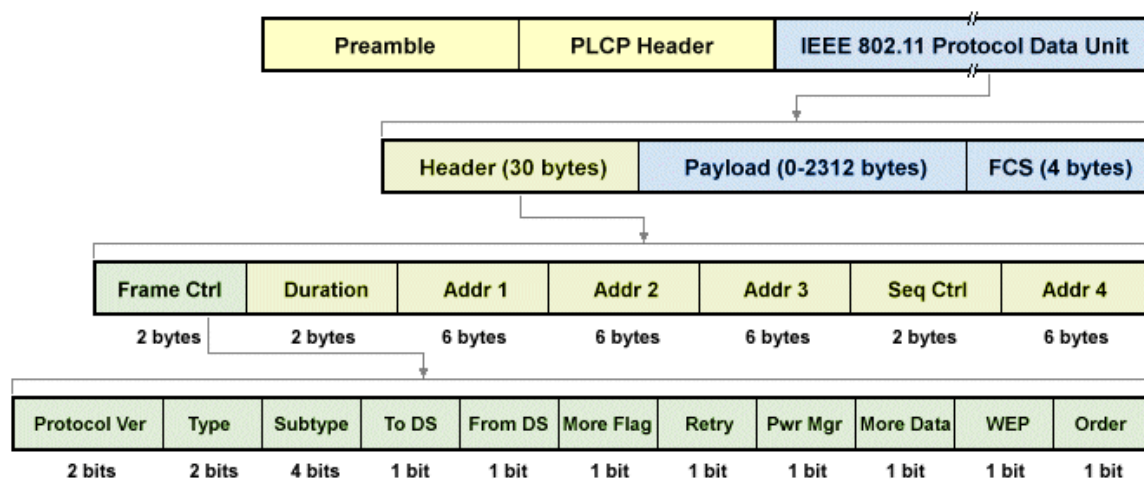 Preamble PLCP Header IEEE 802.11 Protocol Data Unit
Header (30 bytes) Payload (0-2312 bytes) FCS (4 bytes)
Frame Ctrl Duration Addr 1 Addr 2 Addr 3 Seq Ctrl Addr 4
2 bytes 2 bytes 6 bytes 6 bytes 6 bytes 2 bytes 6 bytes
Protocol Ver Type Subtype To DS From DS More Flag Retry Pwr Mgr More Data WEP Order
2 bits 2 bits 4 bits 1 bit 1 bit 1 bit 1 bit 1 bit 1 bit 1 bit 1 bit